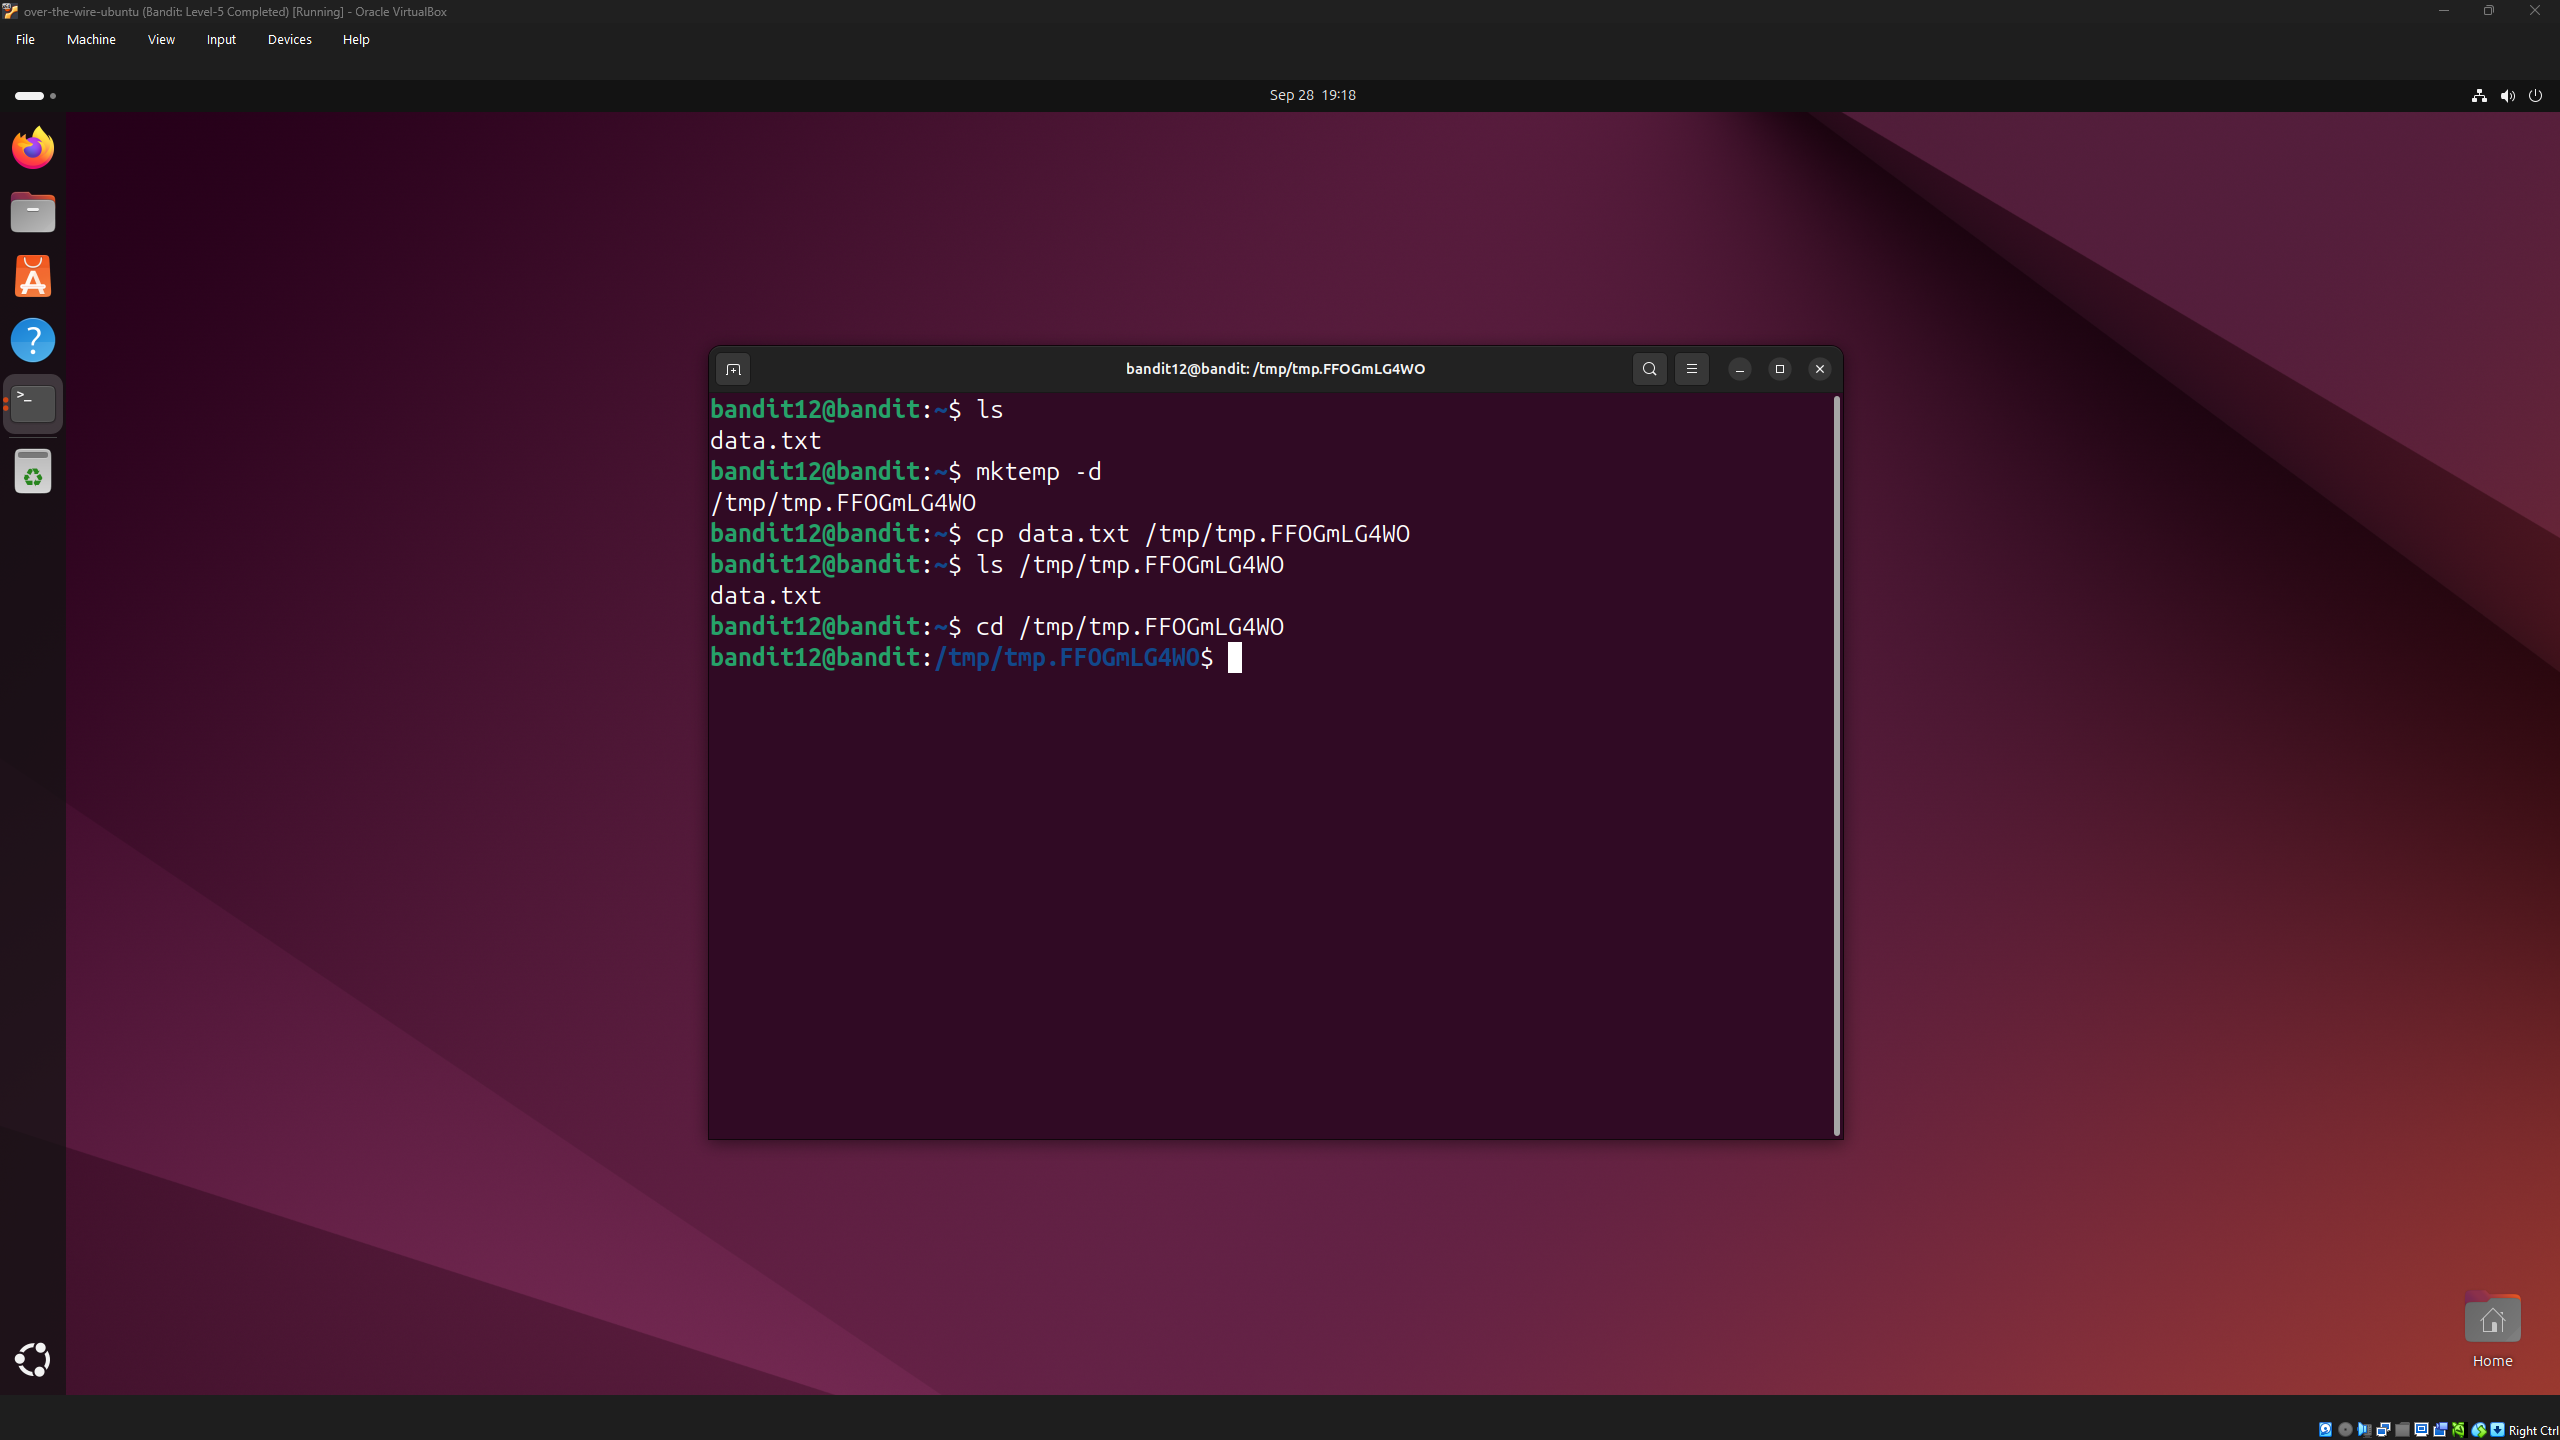 over-the-wire-ubuntu (Bandit: Level-5 Completed) [Running] - Oracle VirtualBox
File Machine View Input Devices Help
Sep 28 19:18
bandit12@bandit: /tmp/tmp.FFOGmLG4WO
bandit12@bandit:~$ ls
data.txt
bandit12@bandit:~$ mktemp -d
/tmp/tmp.FFOGmLG4WO
bandit12@bandit:~$ cp data.txt /tmp/tmp.FFOGmLG4WO
bandit12@bandit:~$ ls /tmp/tmp.FFOGmLG4WO
data.txt
bandit12@bandit:~$ cd /tmp/tmp.FFOGmLG4WO
bandit12@bandit:/tmp/tmp.FFOGmLG4WO$
Home
Right Ctrl